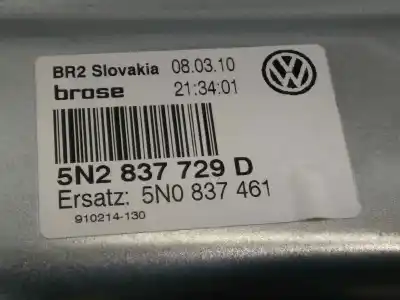 BR2 Slovakia 08.03.10
brose 21:34:01
5N2 837 729 D
Ersatz: 5N0 837 461
910214-130